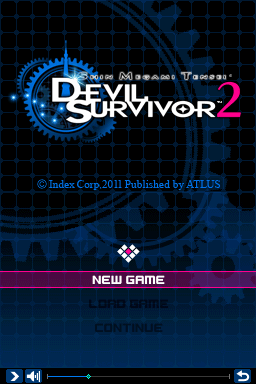 SHIN MEGAMI TENSEI
DEVIL
SURVIVOR 2
© Index Corp,2011 Published by ATLUS
NEW GAME
LOAD GAME
CONTINUE